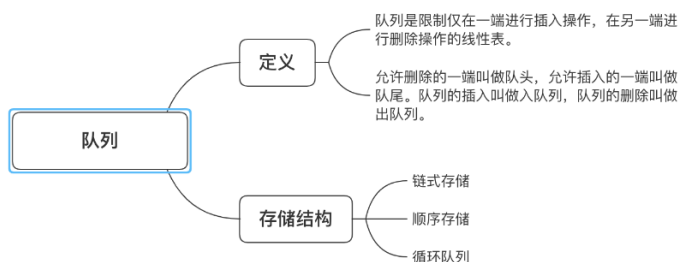 队列
定义
队列是限制仅在一端进行插入操作，在另一端进
行删除操作的线性表。
允许删除的一端叫做队头，允许插入的一端叫做
队尾。队列的插入叫做入队列，队列的删除叫做
出队列。
存储结构
链式存储
顺序存储
循环队列